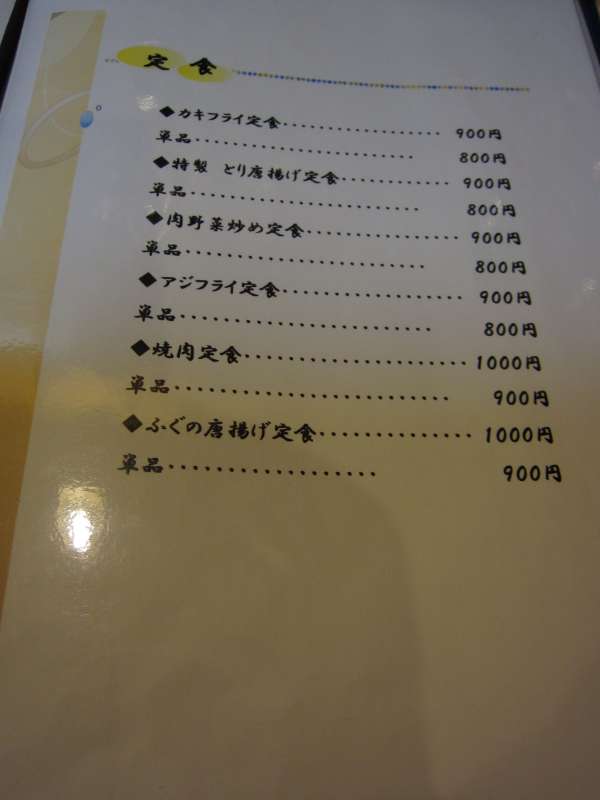 定食
◆カキフライ定食・・・・・・・・・・・・・・・・・・・900円
単品・・・・・・・・・・・・・・・・・・・・・・・・800円
◆特製 とり唐揚げ定食・・・・・・・・・・・・・900円
単品・・・・・・・・・・・・・・・・・・・・・・・・・800円
◆肉野菜炒め定食・・・・・・・・・・・・・・・・・900円
単品・・・・・・・・・・・・・・・・・・・・・・・・・800円
◆アジフライ定食・・・・・・・・・・・・・・・・・・・900円
単品・・・・・・・・・・・・・・・・・・・・・・・・・800円
◆焼肉定食・・・・・・・・・・・・・・・・・・・・・・・1000円
単品・・・・・・・・・・・・・・・・・・・・・・・・・・900円
◆ふぐの唐揚げ定食・・・・・・・・・・・・・・・1000円
単品・・・・・・・・・・・・・・・・・・・900円